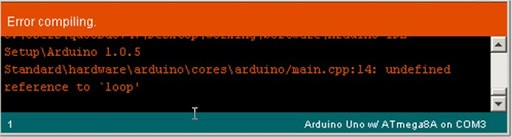 Error compiling.
Setup\Arduino 1.0.5
Standard\hardware\arduino\cores\arduino/main.cpp:14: undefined
reference to `loop'
1
Arduino Uno w/ ATmega8A on COM3